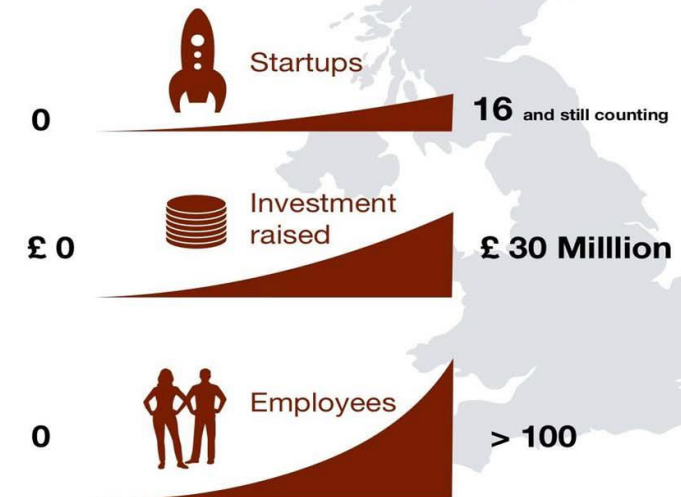 Startups
0
16 and still counting
Investment
raised
£ 0
£ 30 Milllion
Employees
0
> 100